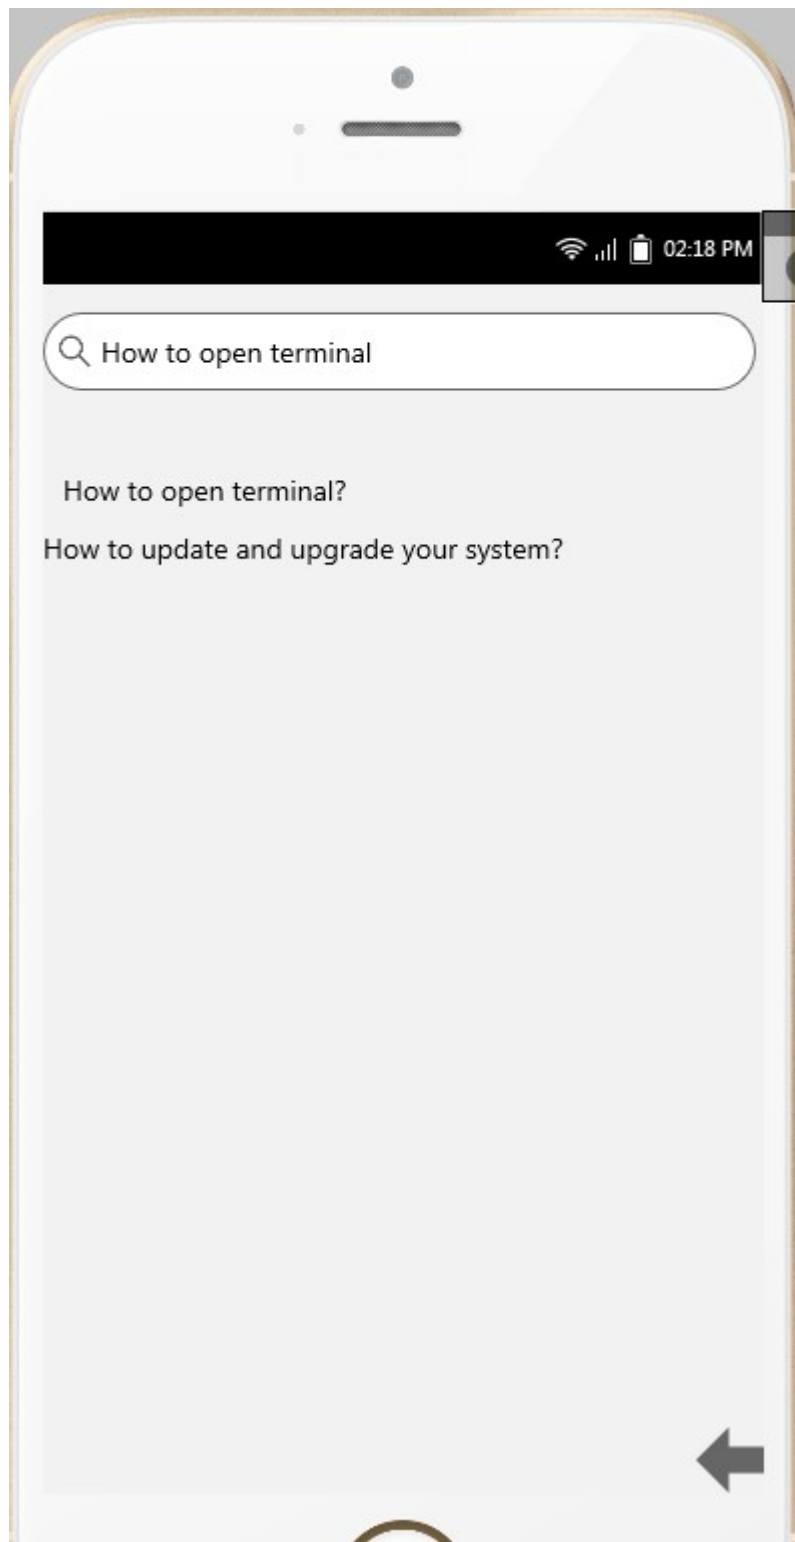 02:18 PM
How to open terminal
How to open terminal?
How to update and upgrade your system?